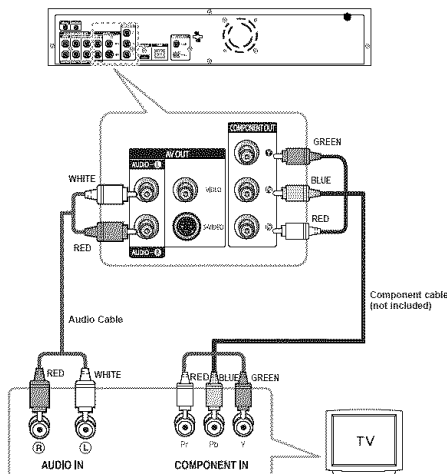 COMPONENT OUT
GREEN
AV OUT
AUDIO-Ⓛ
WHITE
VIDEO
BLUE
S-VIDEO
RED
RED
AUDIO-Ⓡ
Component cable
(not included)
Audio Cable
RED
WHITE
RED
BLUE
GREEN
Ⓡ
Ⓛ
Pr
Pb
Y
TV
AUDIO IN
COMPONENT IN